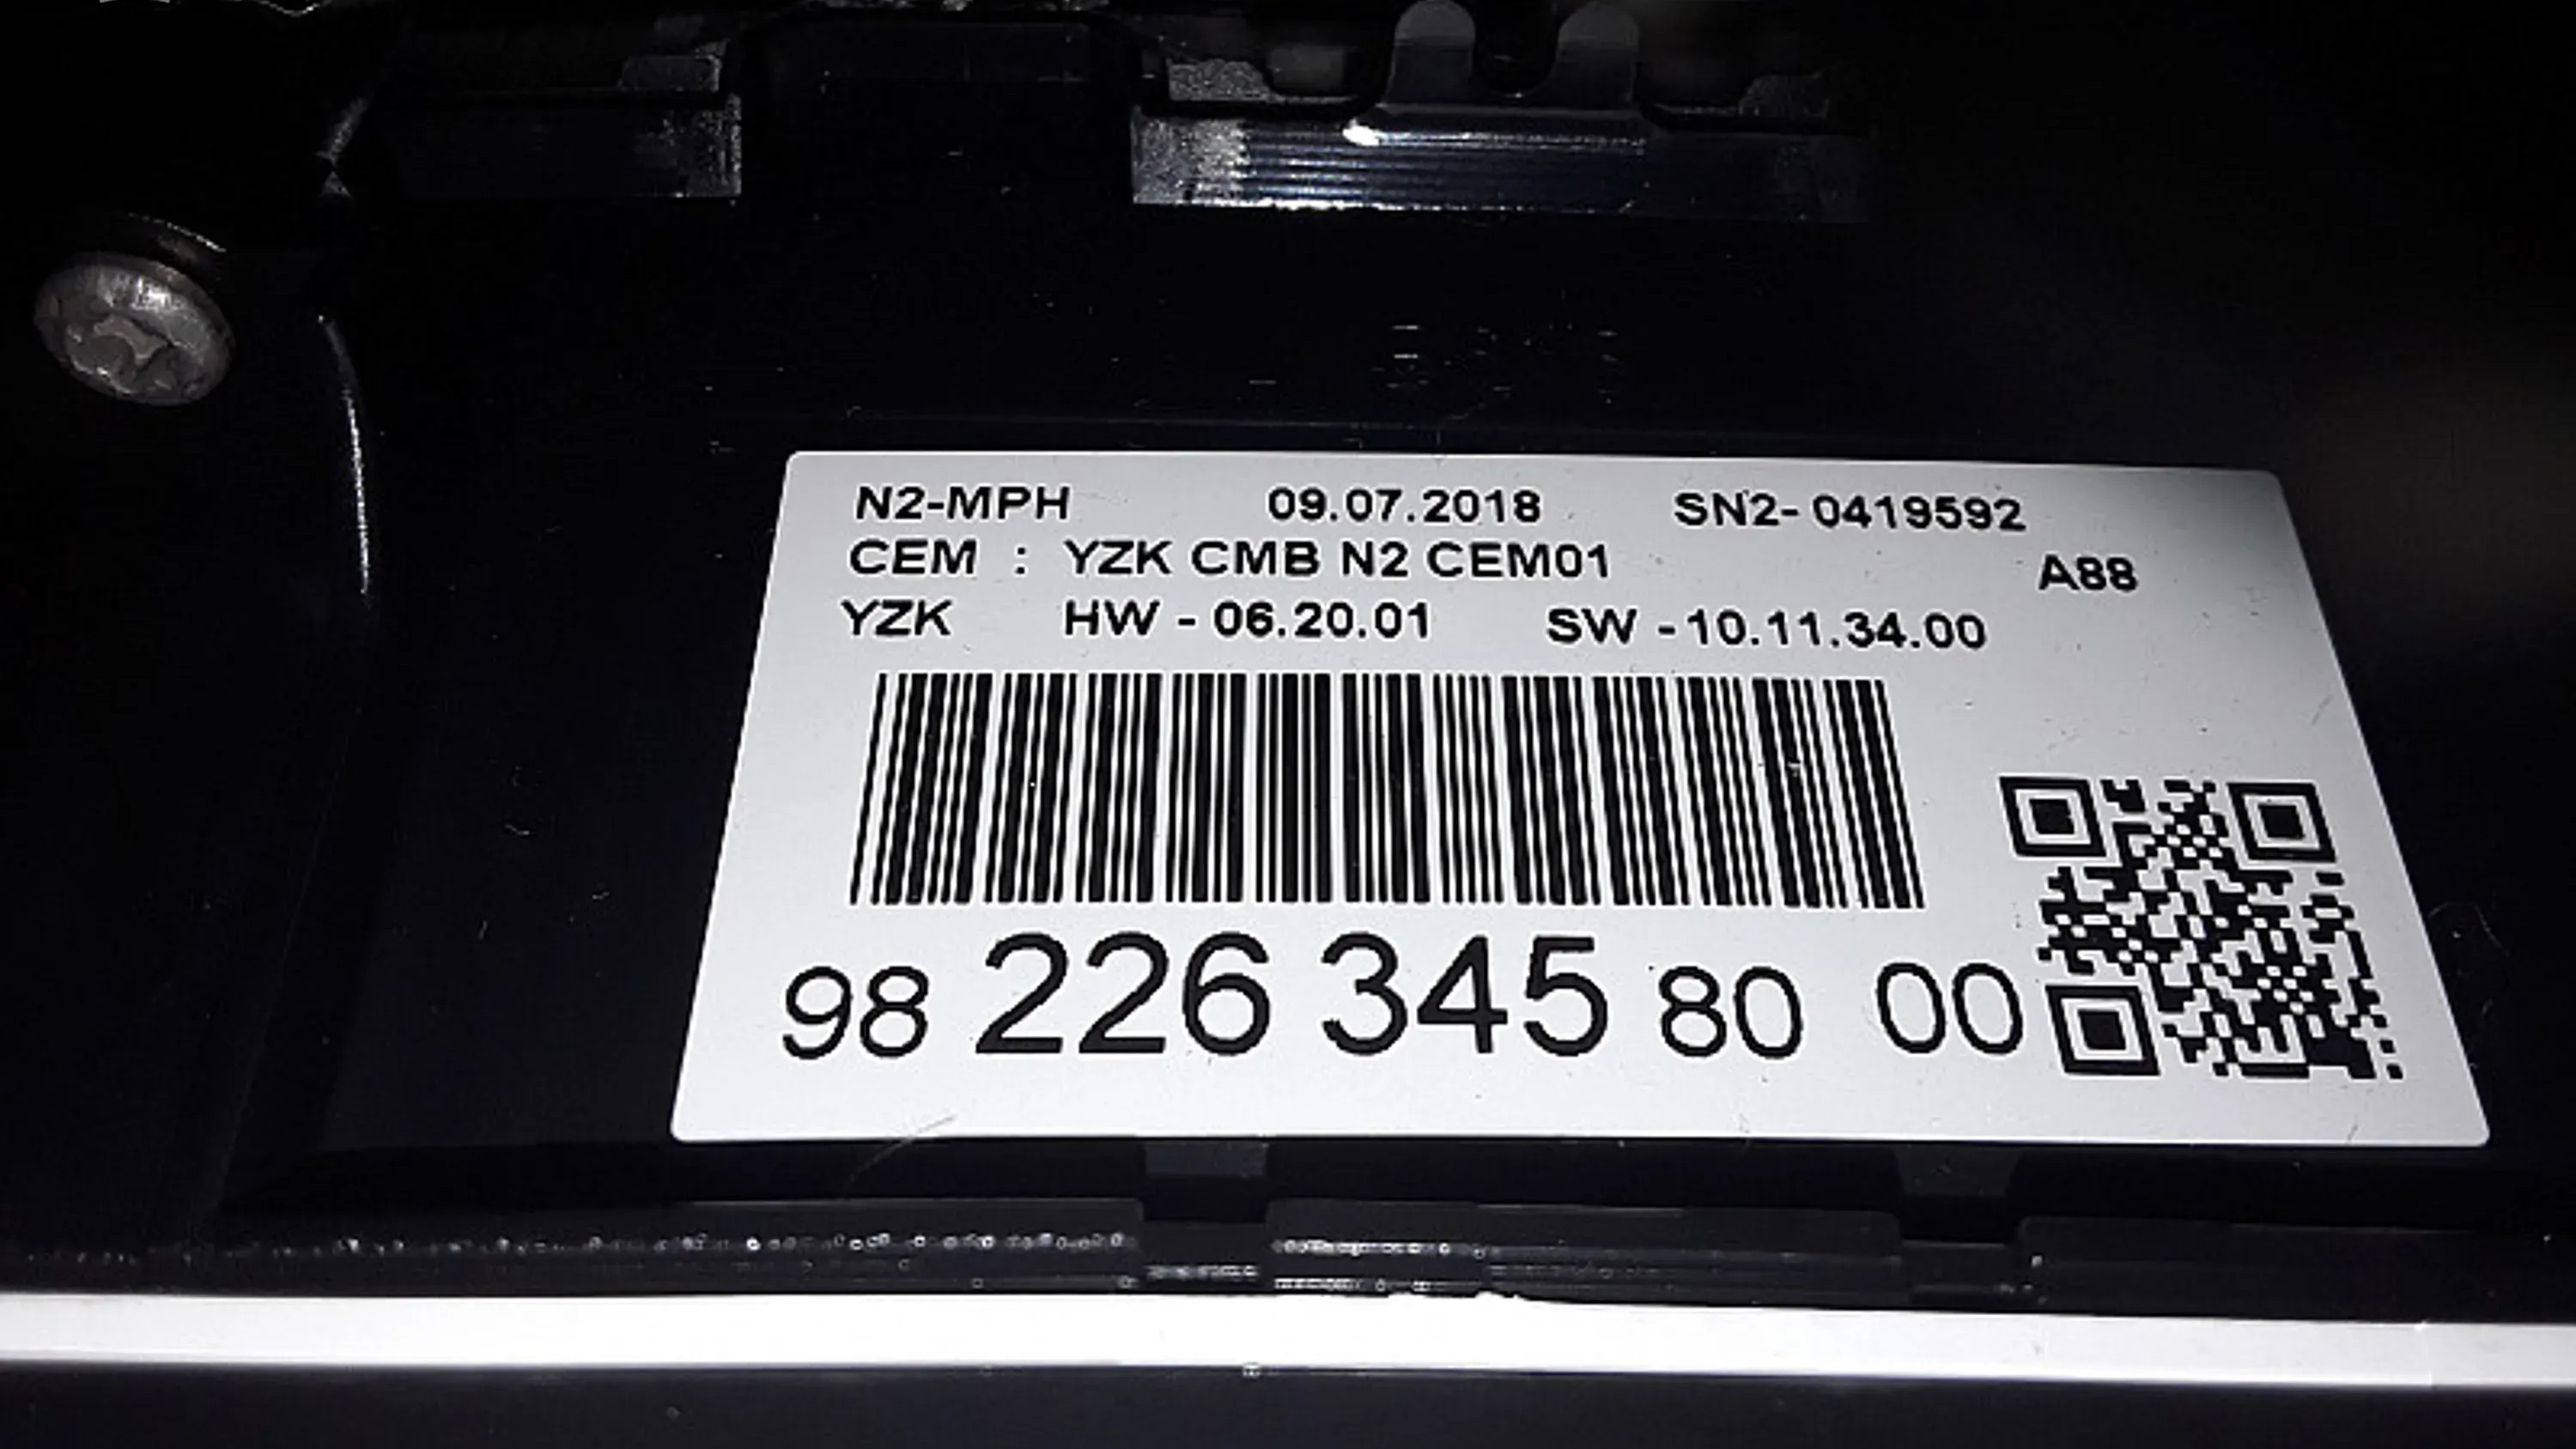 N2-MPH 09.07.2018 SN2- 0419592
CEM : YZK CMB N2 CEM01 A88
YZK HW - 06.20.01 SW -10.11.34.00
98 226 345 80 00